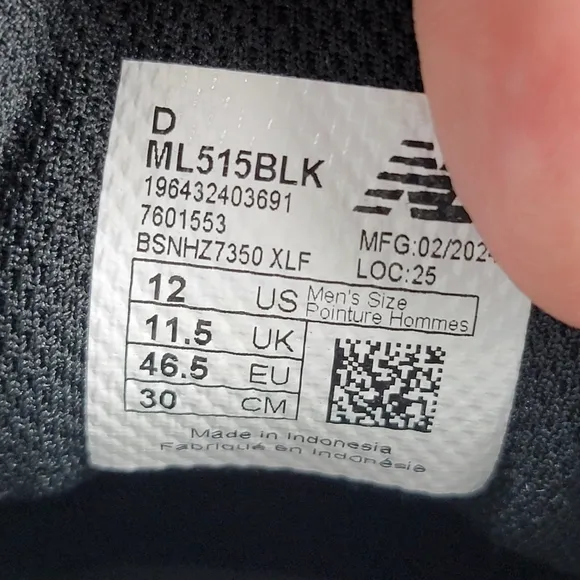 D
ML515BLK
196432403691
7601553
BSNHZ7350 XLF
MFG:02/2024
LOC:25
12 US Men's Size
Pointure Hommes
11.5 UK
46.5 EU
30 CM
Made in Indonesia
Fabriqué en Indonésie